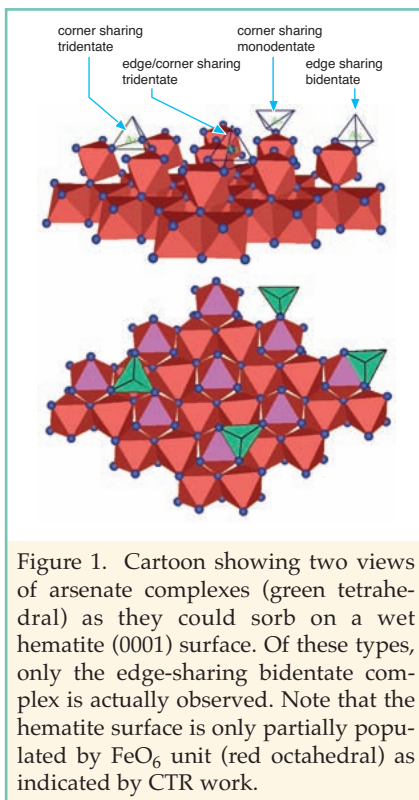 corner sharing
tridentate
edge/corner sharing
tridentate
corner sharing
monodentate
edge sharing
bidentate
Figure 1. Cartoon showing two views
of arsenate complexes (green tetrahe-
dral) as they could sorb on a wet
hematite (0001) surface. Of these types,
only the edge-sharing bidentate com-
plex is actually observed. Note that the
hematite surface is only partially popu-
lated by FeO₆ unit (red octahedral) as
indicated by CTR work.